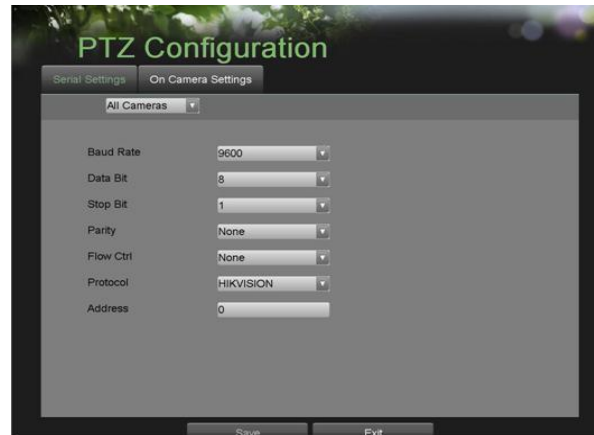 PTZ Configuration
Serial Settings On Camera Settings
All Cameras
Baud Rate 9600
Data Bit 8
Stop Bit 1
Parity None
Flow Ctrl None
Protocol HIKVISION
Address 0
Save Exit